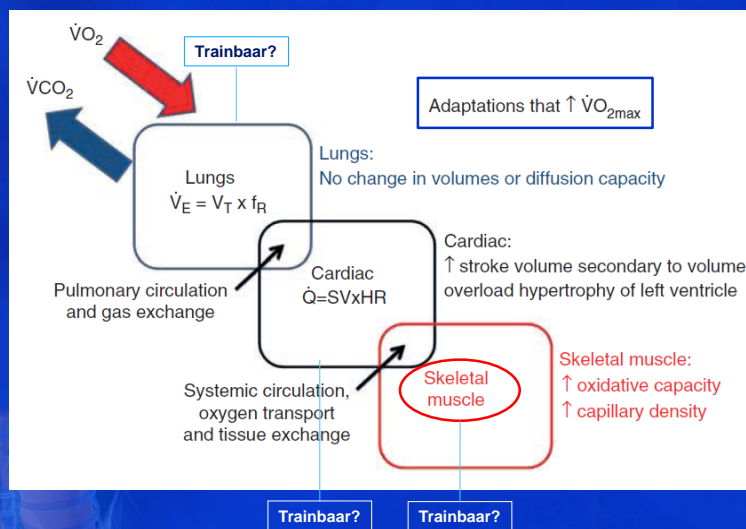 V̇O₂
Trainbaar?
V̇CO₂
Adaptations that ↑ V̇O₂max
Lungs
V̇E = VT x fR
Lungs:
No change in volumes or diffusion capacity
Pulmonary circulation
and gas exchange
Cardiac
Q̇=SVxHR
Cardiac:
↑ stroke volume secondary to volume
overload hypertrophy of left ventricle
Systemic circulation,
oxygen transport
and tissue exchange
Skeletal
muscle
Skeletal muscle:
↑ oxidative capacity
↑ capillary density
Trainbaar?
Trainbaar?